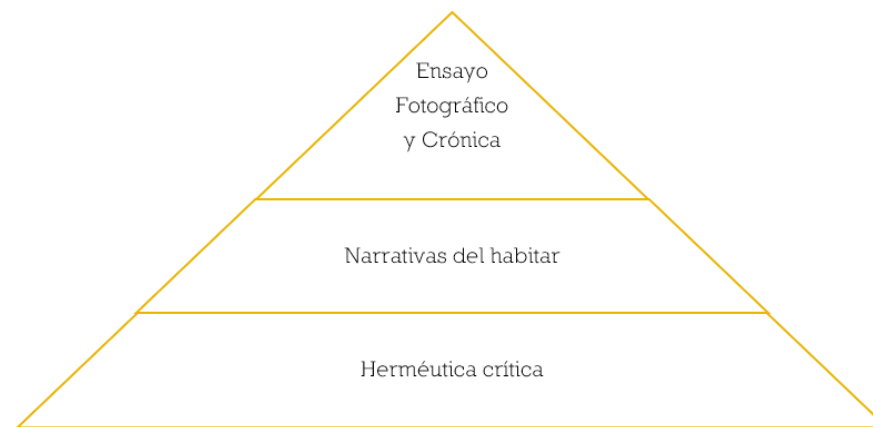 Ensayo
Fotográfico
y Crónica
Narrativas del habitar
Herméutica crítica